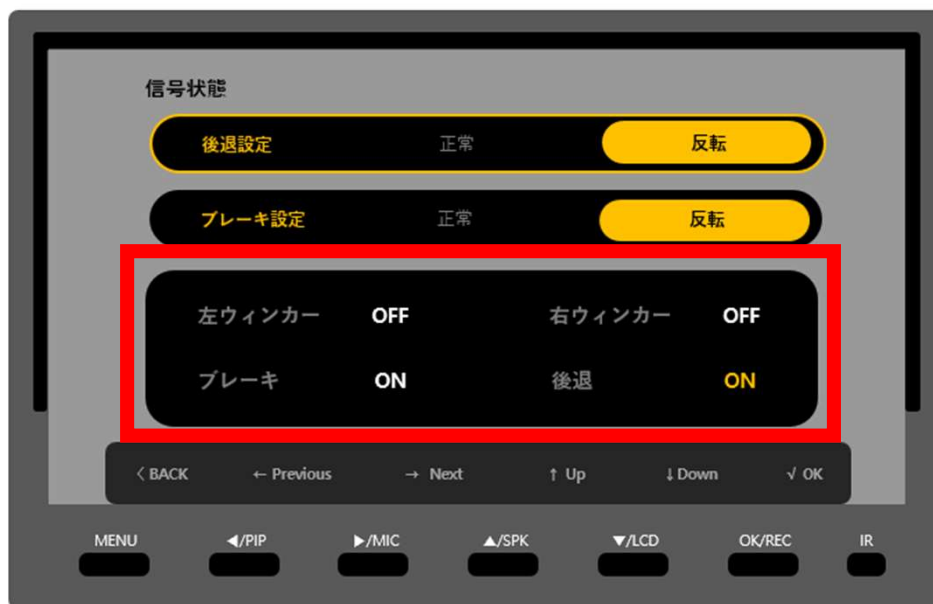 信号状態
後退設定 正常 反転
ブレーキ設定 正常 反転
左ウィンカー OFF 右ウィンカー OFF
ブレーキ ON 後退 ON
〈 BACK ← Previous → Next ↑ Up ↓ Down √ OK
MENU ◀/PIP ▶/MIC ▲/SPK ▼/LCD OK/REC IR